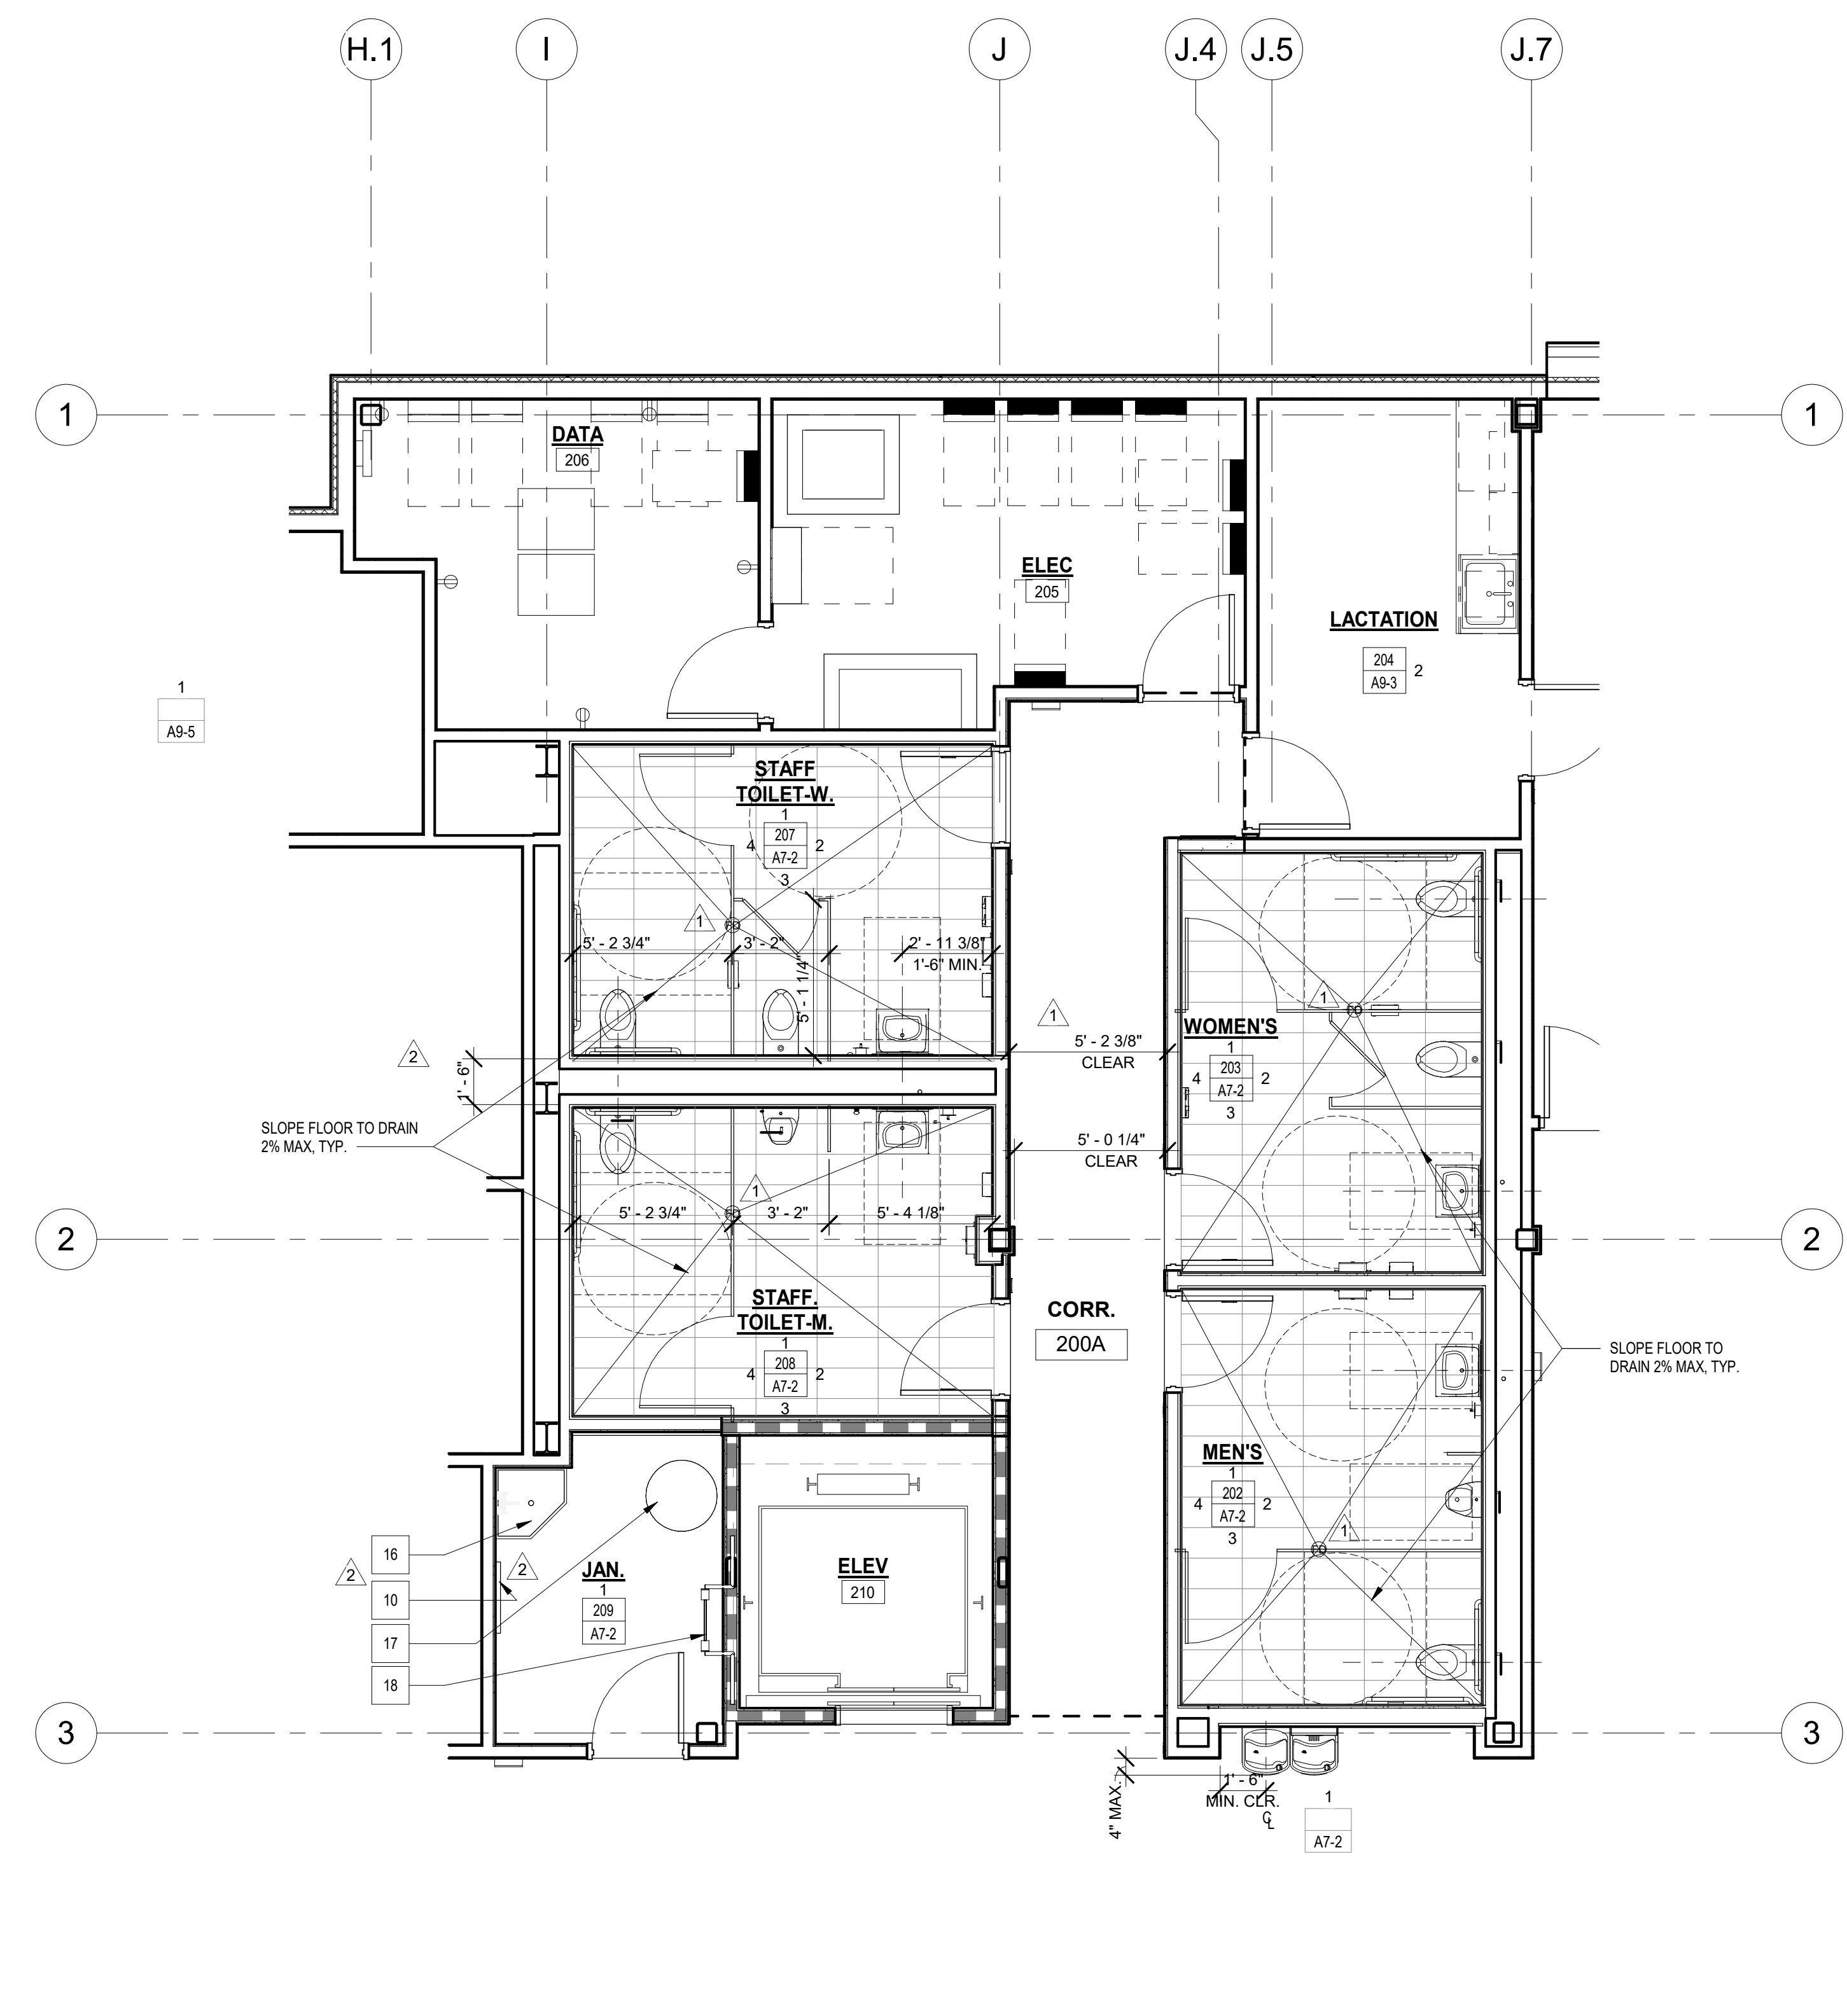 H.1
I
J
J.4
J.5
J.7
1
1
DATA
206
ELEC
205
LACTATION
204
A9-3
2
1
A9-5
STAFF
TOILET-W.
1
207
4
2
A7-2
3
1
5' - 2 3/4"
3' - 2"
2' - 11 3/8"
1'-6" MIN.
5' - 1 1/4"
FD
FD
1
WOMEN'S
1
203
4
2
A7-2
3
1
5' - 2 3/8"
CLEAR
2
1' - 6"
SLOPE FLOOR TO DRAIN
2% MAX, TYP.
5' - 0 1/4"
CLEAR
1
FD
5' - 2 3/4"
3' - 2"
5' - 4 1/8"
2
2
STAFF.
TOILET-M.
1
208
4
2
A7-2
3
CORR.
200A
SLOPE FLOOR TO
DRAIN 2% MAX, TYP.
MEN'S
1
202
4
2
A7-2
3
1
FD
2
16
10
17
18
2
JAN.
1
209
A7-2
ELEV
210
3
3
4" MAX.
1' - 6"
MIN. CLR.
CL
1
A7-2